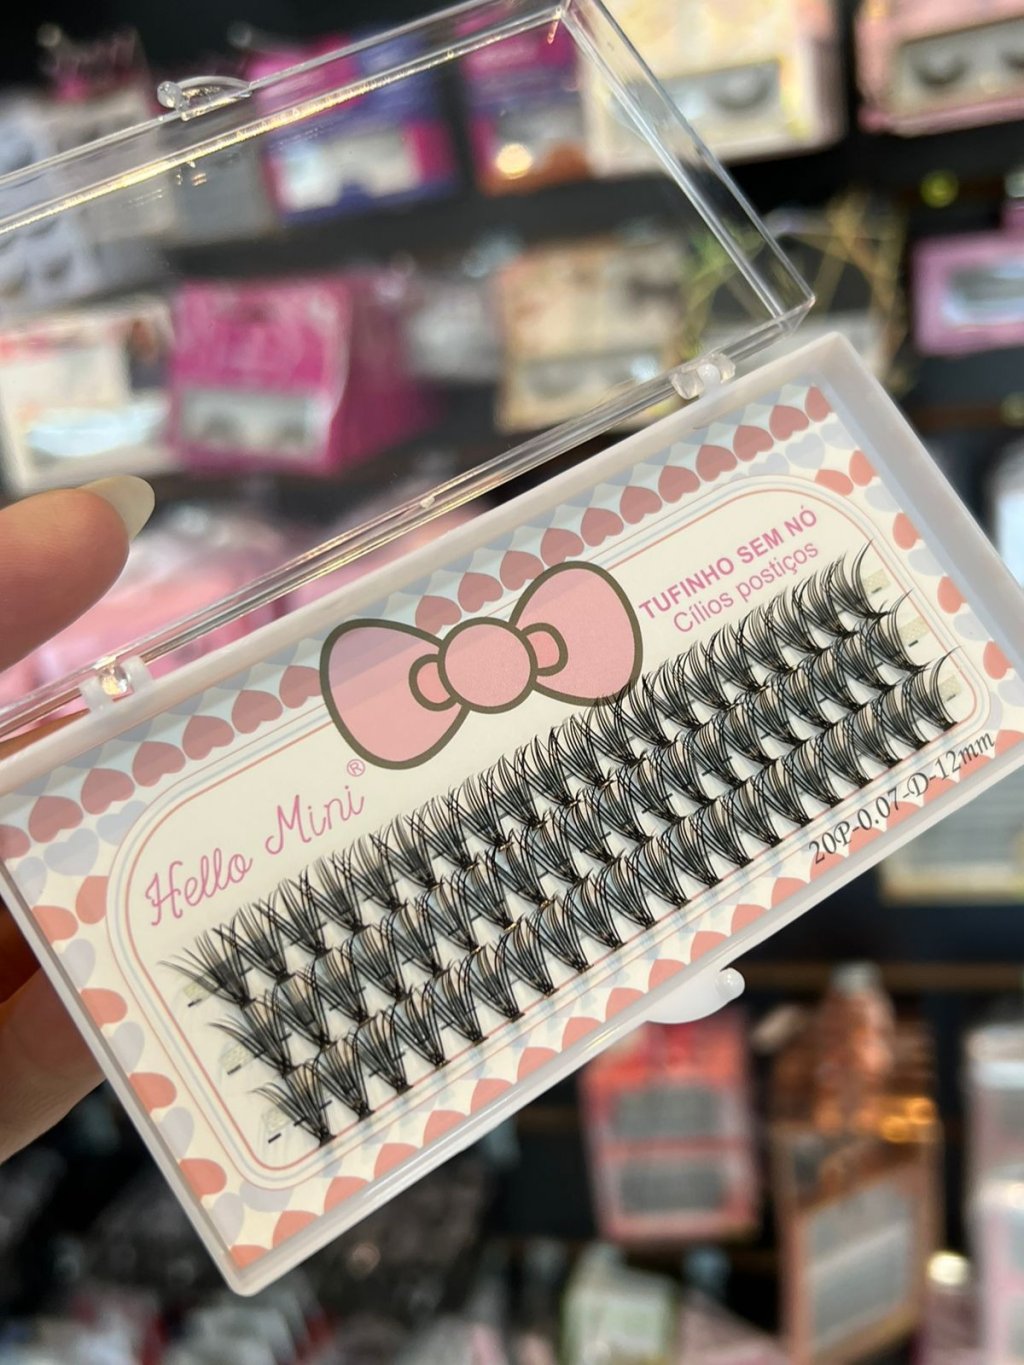 TUFINHO SEM NÓ
Cílios postiços
Hello Mini ®
20P-0.07-D-12mm